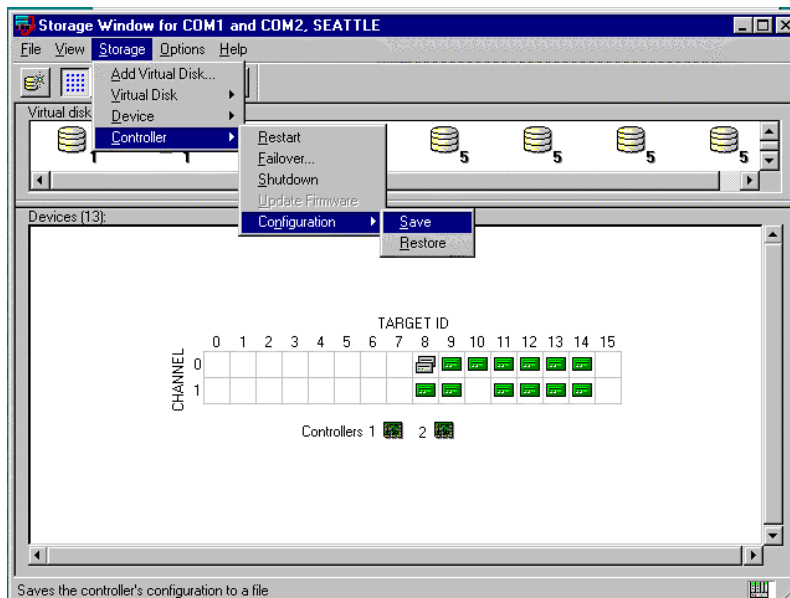 Storage Window for COM1 and COM2, SEATTLE
File View Storage Options Help
Add Virtual Disk...
Virtual Disk
Device
Controller
Virtual disk
1 1 5 5 5 5
Restart
Failover...
Shutdown
Update Firmware
Configuration
Save
Restore
Devices (13):
TARGET ID
0 1 2 3 4 5 6 7 8 9 10 11 12 13 14 15
CHANNEL
0
1
Controllers 1 2
Saves the controller's configuration to a file